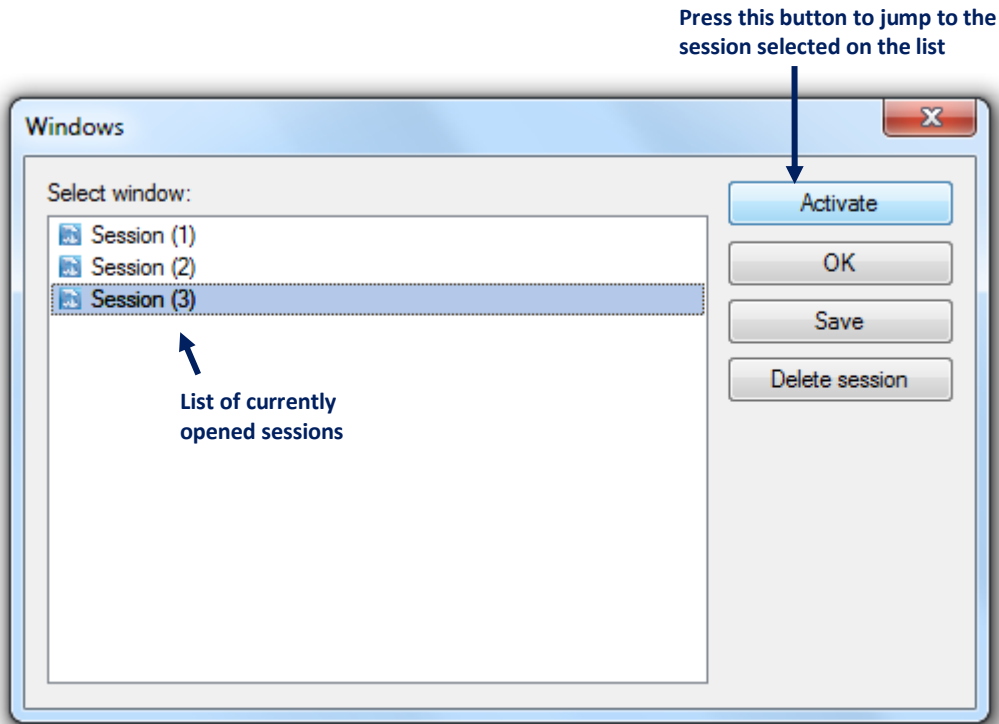 Press this button to jump to the
session selected on the list
Windows
Select window:
Activate
Session (1)
OK
Session (2)
Session (3)
Save
Delete session
List of currently
opened sessions